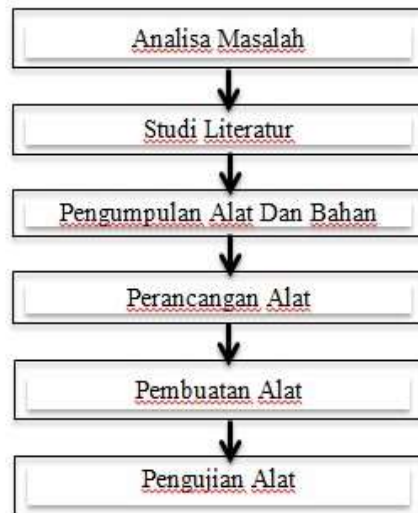 Analisa Masalah
Studi Literatur
Pengumpulan Alat Dan Bahan
Perancangan Alat
Pembuatan Alat
Pengujian Alat